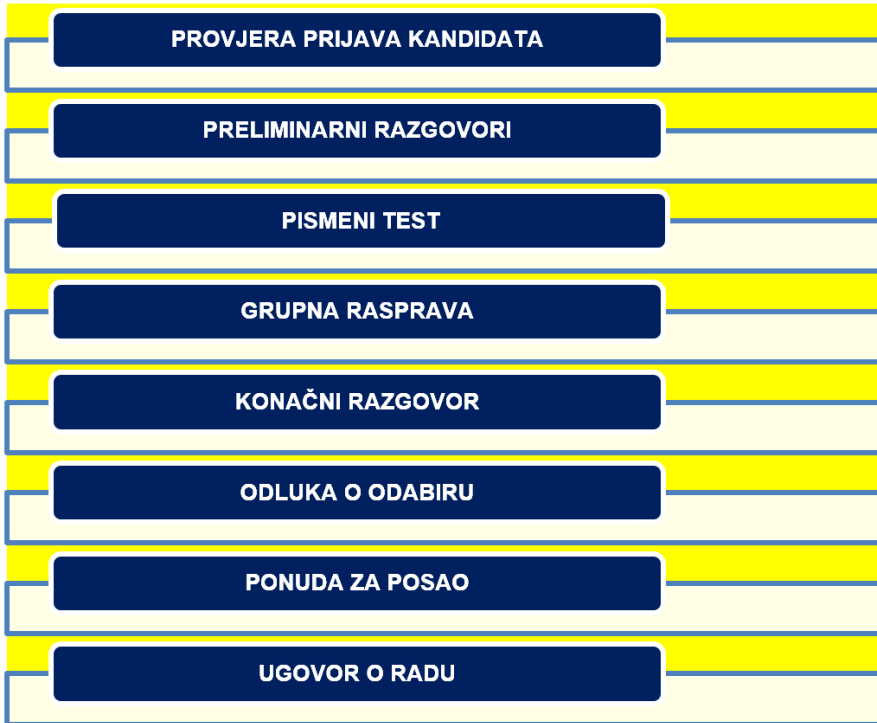 PROVJERA PRIJAVA KANDIDATA
PRELIMINARNI RAZGOVORI
PISMENI TEST
GRUPNA RASPRAVA
KONAČNI RAZGOVOR
ODLUKA O ODABIRU
PONUDA ZA POSAO
UGOVOR O RADU